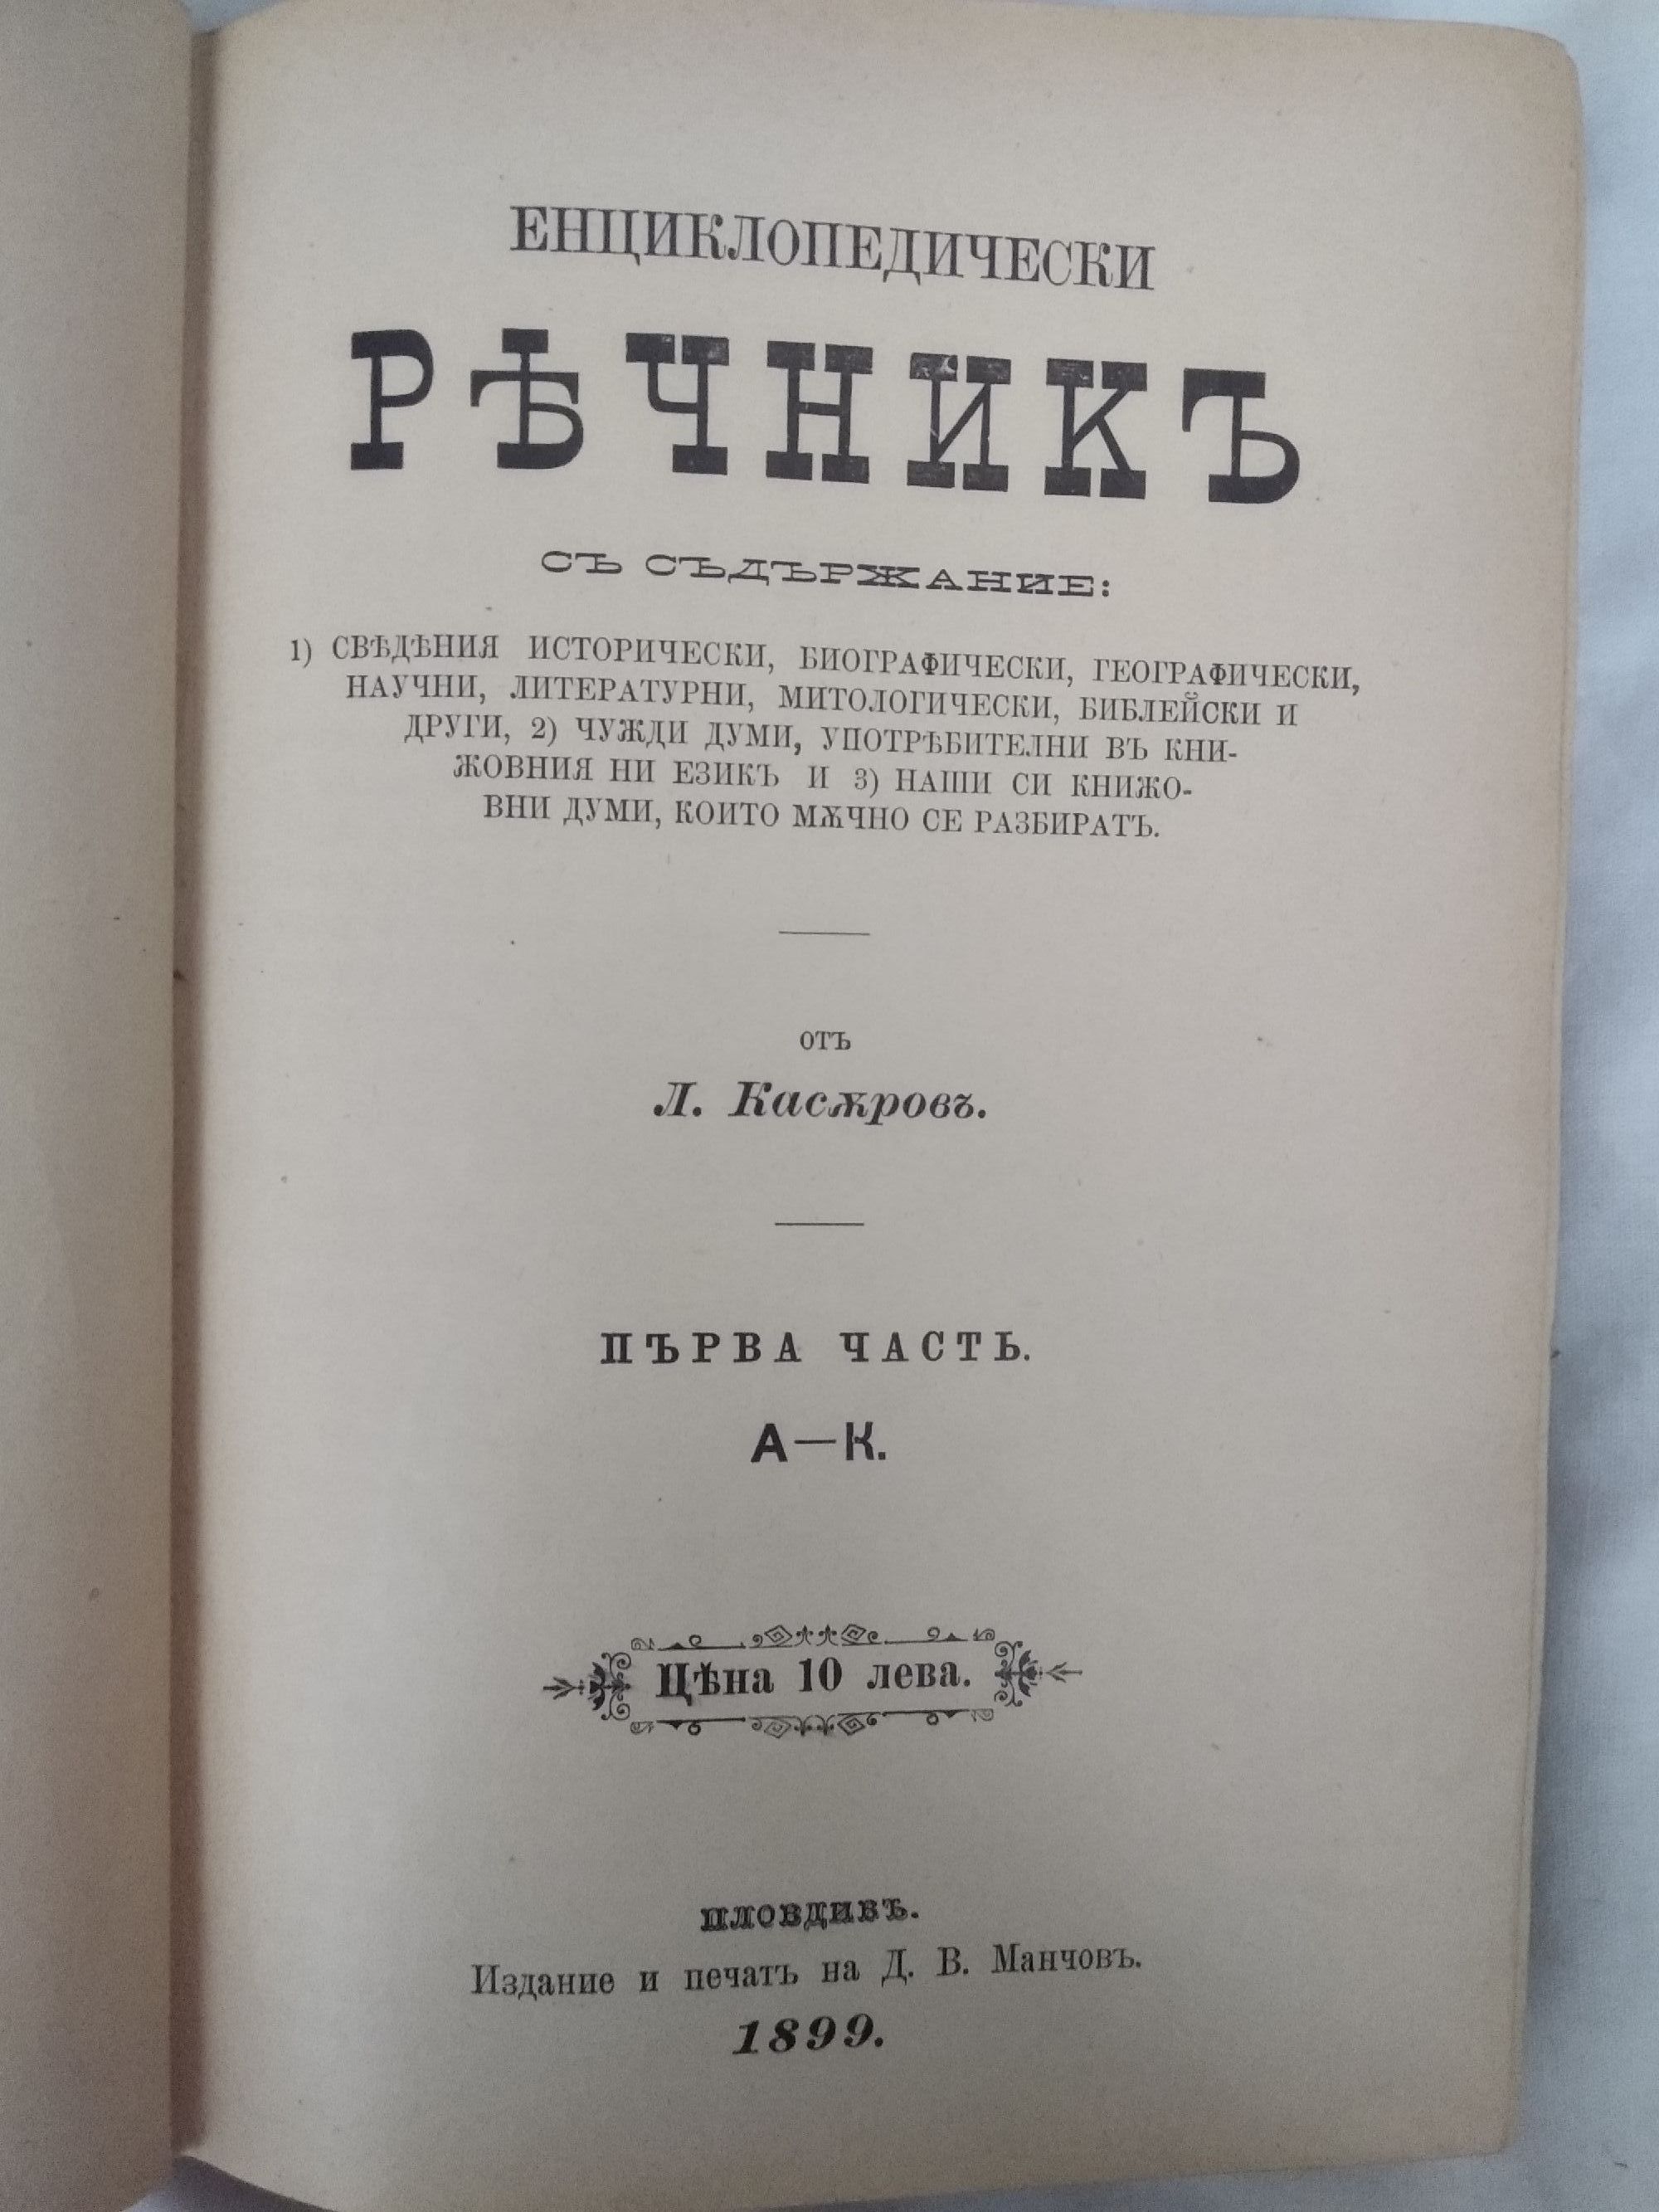 ЕНЦИКЛОПЕДИЧЕСКИ
РѢЧНИКЪ
СЪ СЪДЪРЖАНИЕ:
1) СВѢДѢНИЯ ИСТОРИЧЕСКИ, БИОГРАФИЧЕСКИ, ГЕОГРАФИЧЕСКИ,
НАУЧНИ, ЛИТЕРАТУРНИ, МИТОЛОГИЧЕСКИ, БИБЛЕЙСКИ И
ДРУГИ, 2) ЧУЖДИ ДУМИ, УПОТРѢБИТЕЛНИ ВЪ КНИ-
ЖОВНИЯ НИ ЕЗИКЪ И 3) НАШИ СИ КНИЖО-
ВНИ ДУМИ, КОИТО МѪЧНО СЕ РАЗБИРАТЪ.
отъ
Л. Касѫровъ.
ПЪРВА ЧАСТЬ.
А—К.
Цѣна 10 лева.
ПЛОВДИВЪ.
Издание и печатъ на Д. В. Манчовъ.
1899.